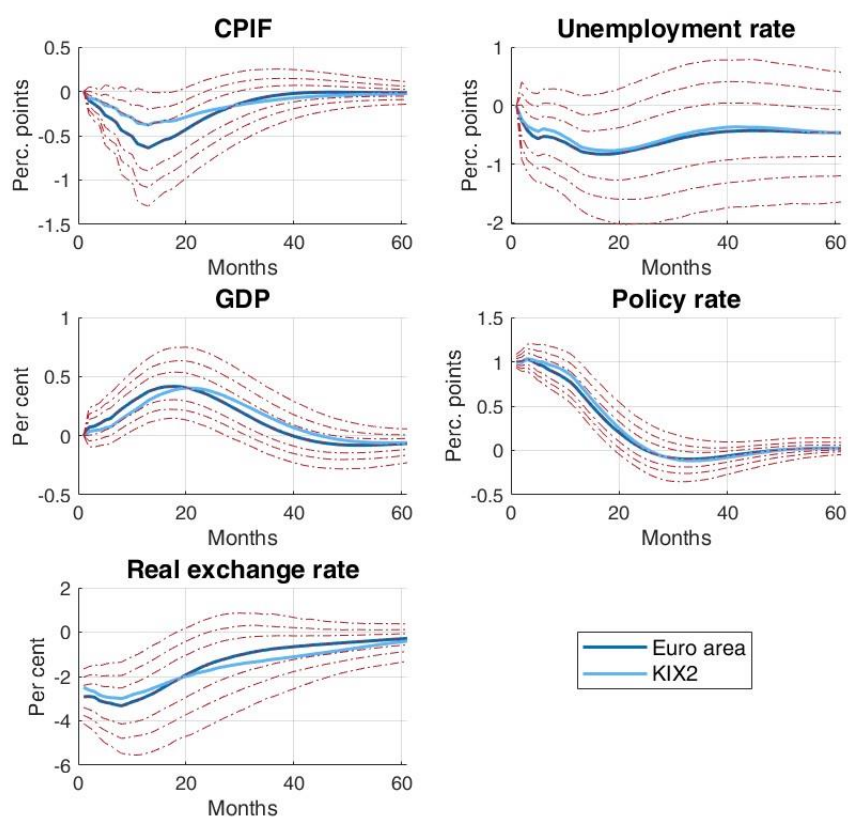 CPIF
0.5
0
-0.5
-1
-1.5
Perc. points
0 20 40 60
Months
Unemployment rate
1
0
-1
-2
Perc. points
0 20 40 60
Months
GDP
1
0.5
0
-0.5
Per cent
0 20 40 60
Months
Policy rate
1.5
1
0.5
0
-0.5
Perc. points
0 20 40 60
Months
Real exchange rate
2
0
-2
-4
-6
Per cent
0 20 40 60
Months
Euro area
KIX2